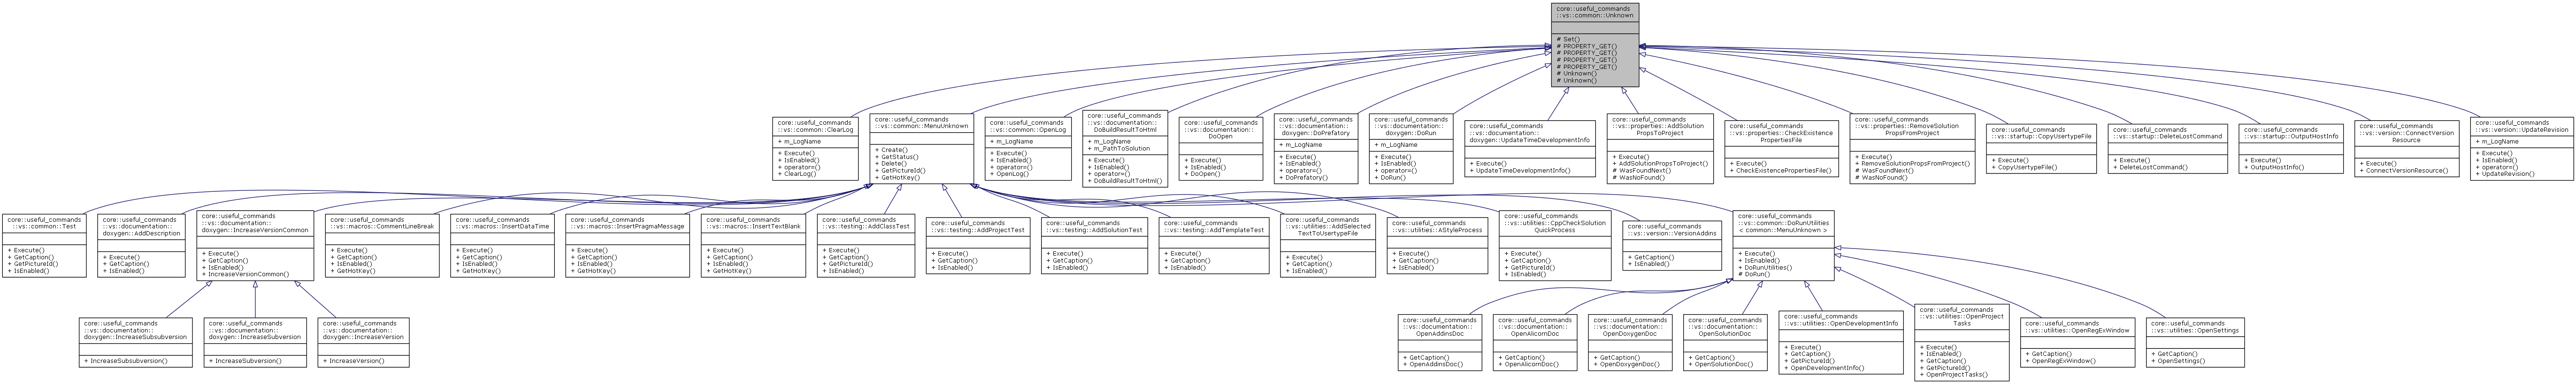 core::useful_commands
::vs::common::Unknown
# Set()
# PROPERTY_GET()
# PROPERTY_GET()
# PROPERTY_GET()
# PROPERTY_GET()
# Unknown()
# Unknown()
core::useful_commands
::vs::common::ClearLog
+ m_LogName
+ Execute()
+ IsEnabled()
+ operator=()
+ ClearLog()
core::useful_commands
::vs::common::MenuUnknown
+ Create()
+ GetStatus()
+ Delete()
+ GetPictureId()
+ GetHotKey()
core::useful_commands
::vs::common::OpenLog
+ m_LogName
+ Execute()
+ IsEnabled()
+ operator=()
+ OpenLog()
core::useful_commands
::vs::documentation::
DoBuildResultToHtml
+ m_LogName
+ m_PathToSolution
+ Execute()
+ IsEnabled()
+ operator=()
+ DoBuildResultToHtml()
core::useful_commands
::vs::documentation::
DoOpen
+ Execute()
+ IsEnabled()
+ DoOpen()
core::useful_commands
::vs::documentation::
doxygen::DoPrefatory
+ m_LogName
+ Execute()
+ IsEnabled()
+ operator=()
+ DoPrefatory()
core::useful_commands
::vs::documentation::
doxygen::DoRun
+ m_LogName
+ Execute()
+ IsEnabled()
+ operator=()
+ DoRun()
core::useful_commands
::vs::documentation::
doxygen::UpdateTimeDevelopmentInfo
+ Execute()
+ UpdateTimeDevelopmentInfo()
core::useful_commands
::vs::properties::AddSolution
PropsToProject
+ Execute()
+ AddSolutionPropsToProject()
# WasFoundNext()
# WasNoFound()
core::useful_commands
::vs::properties::CheckExistence
PropertiesFile
+ Execute()
+ CheckExistencePropertiesFile()
core::useful_commands
::vs::properties::RemoveSolution
PropsFromProject
+ Execute()
+ RemoveSolutionPropsFromProject()
# WasFoundNext()
# WasNoFound()
core::useful_commands
::vs::startup::CopyUsertypeFile
+ Execute()
+ CopyUsertypeFile()
core::useful_commands
::vs::startup::DeleteLostCommand
+ Execute()
+ DeleteLostCommand()
core::useful_commands
::vs::startup::OutputHostInfo
+ Execute()
+ OutputHostInfo()
core::useful_commands
::vs::version::ConnectVersion
Resource
+ Execute()
+ ConnectVersionResource()
core::useful_commands
::vs::version::UpdateRevision
+ m_LogName
+ Execute()
+ IsEnabled()
+ operator=()
+ UpdateRevision()
core::useful_commands
::vs::common::Test
+ Execute()
+ GetCaption()
+ GetPictureId()
+ IsEnabled()
core::useful_commands
::vs::documentation::
doxygen::AddDescription
+ Execute()
+ GetCaption()
+ IsEnabled()
core::useful_commands
::vs::documentation::
doxygen::IncreaseVersionCommon
+ Execute()
+ GetCaption()
+ IsEnabled()
+ IncreaseVersionCommon()
core::useful_commands
::vs::macros::CommentLineBreak
+ Execute()
+ GetCaption()
+ IsEnabled()
+ GetHotKey()
core::useful_commands
::vs::macros::InsertDataTime
+ Execute()
+ GetCaption()
+ IsEnabled()
+ GetHotKey()
core::useful_commands
::vs::macros::InsertPragmaMessage
+ Execute()
+ GetCaption()
+ IsEnabled()
+ GetHotKey()
core::useful_commands
::vs::macros::InsertTextBlank
+ Execute()
+ GetCaption()
+ IsEnabled()
+ GetHotKey()
core::useful_commands
::vs::testing::AddClassTest
+ Execute()
+ GetCaption()
+ GetPictureId()
+ IsEnabled()
core::useful_commands
::vs::testing::AddProjectTest
+ Execute()
+ GetCaption()
+ IsEnabled()
core::useful_commands
::vs::testing::AddSolutionTest
+ Execute()
+ GetCaption()
+ IsEnabled()
core::useful_commands
::vs::testing::AddTemplateTest
+ Execute()
+ GetCaption()
+ IsEnabled()
core::useful_commands
::vs::utilities::AddSelected
TextToUsertypeFile
+ Execute()
+ GetCaption()
+ IsEnabled()
core::useful_commands
::vs::utilities::AStyleProcess
+ Execute()
+ GetCaption()
+ IsEnabled()
core::useful_commands
::vs::utilities::CppCheckSolution
QuickProcess
+ Execute()
+ GetCaption()
+ GetPictureId()
+ IsEnabled()
core::useful_commands
::vs::version::VersionAddins
+ GetCaption()
+ IsEnabled()
core::useful_commands
::vs::common::DoRunUtilities
< common::MenuUnknown >
+ Execute()
+ IsEnabled()
+ DoRunUtilities()
# DoRun()
core::useful_commands
::vs::documentation::
doxygen::IncreaseSubsubversion
+ IncreaseSubsubversion()
core::useful_commands
::vs::documentation::
doxygen::IncreaseSubversion
+ IncreaseSubversion()
core::useful_commands
::vs::documentation::
doxygen::IncreaseVersion
+ IncreaseVersion()
core::useful_commands
::vs::documentation::
OpenAddinsDoc
+ GetCaption()
+ OpenAddinsDoc()
core::useful_commands
::vs::documentation::
OpenAlicornDoc
+ GetCaption()
+ OpenAlicornDoc()
core::useful_commands
::vs::documentation::
OpenDoxygenDoc
+ GetCaption()
+ OpenDoxygenDoc()
core::useful_commands
::vs::documentation::
OpenSolutionDoc
+ GetCaption()
+ OpenSolutionDoc()
core::useful_commands
::vs::utilities::OpenDevelopmentInfo
+ Execute()
+ GetCaption()
+ GetPictureId()
+ OpenDevelopmentInfo()
core::useful_commands
::vs::utilities::OpenProject
Tasks
+ Execute()
+ IsEnabled()
+ GetCaption()
+ GetPictureId()
+ OpenProjectTasks()
core::useful_commands
::vs::utilities::OpenRegExWindow
+ GetCaption()
+ OpenRegExWindow()
core::useful_commands
::vs::utilities::OpenSettings
+ GetCaption()
+ OpenSettings()